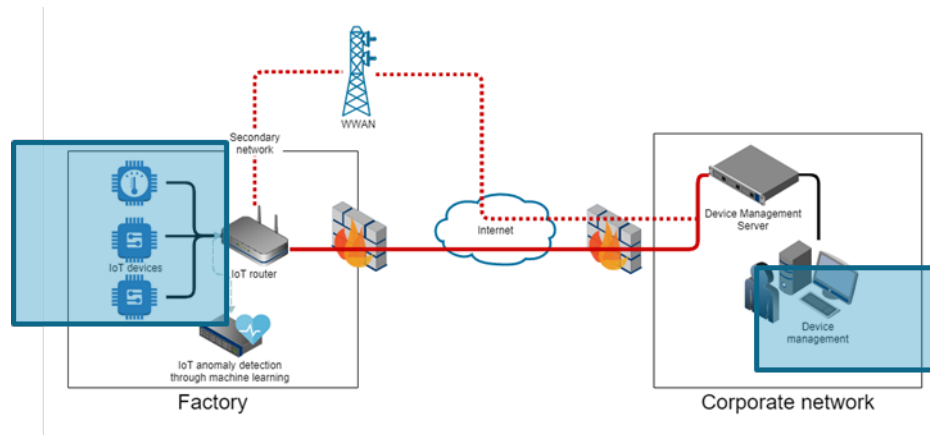 WWAN
Secondary
network
IoT devices
IoT router
Internet
Device Management
Server
Device
management
IoT anomaly detection
through machine learning
Factory
Corporate network